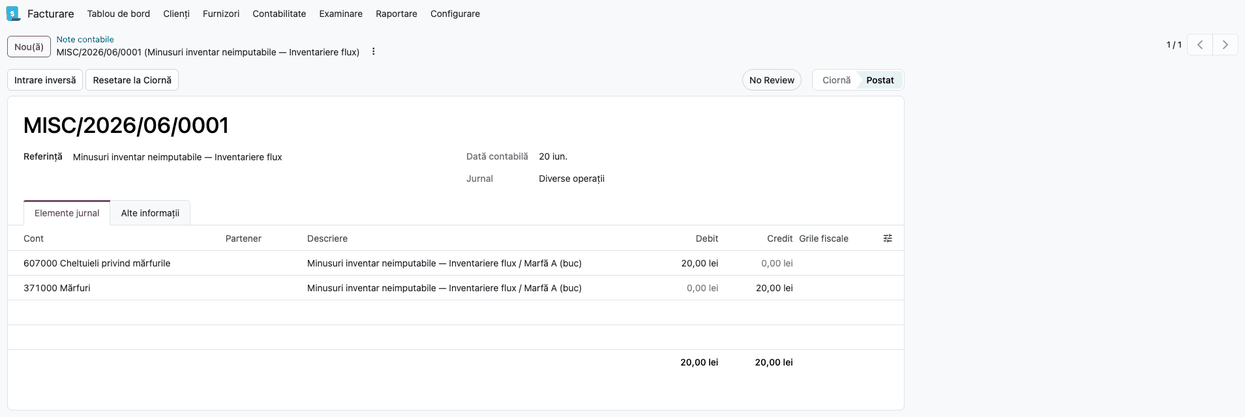 Facturare Tablou de bord Clienți Furnizori Contabilitate Examinare Raportare Configurare
Nou(ă) Note contabile
MISC/2026/06/0001 (Minusuri inventar neimputabile — Inventariere flux)
1 / 1
Intrare inversă Resetare la Ciornă No Review Ciornă Postat
MISC/2026/06/0001
Referință Minusuri inventar neimputabile — Inventariere flux Dată contabilă 20 iun.
Jurnal Diverse operații
Elemente jurnal Alte informații
Cont Partener Descriere Debit Credit Grile fiscale
607000 Cheltuieli privind mărfurile Minusuri inventar neimputabile — Inventariere flux / Marfă A (buc) 20,00 lei 0,00 lei
371000 Mărfuri Minusuri inventar neimputabile — Inventariere flux / Marfă A (buc) 0,00 lei 20,00 lei
20,00 lei 20,00 lei